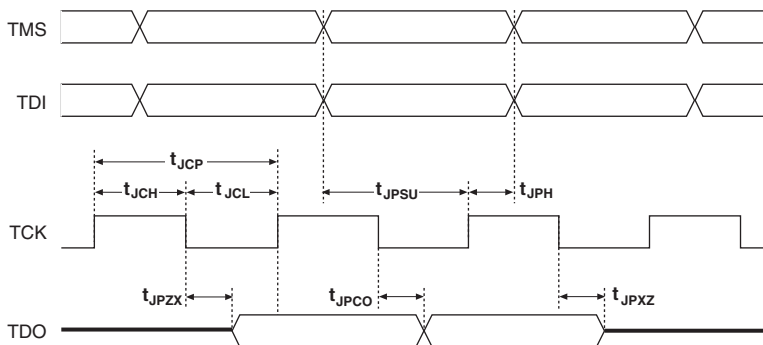 TMS
TDI
tJCP
tJCH
tJCL
tJPSU
tJPH
TCK
tJPZX
tJPCO
tJPXZ
TDO